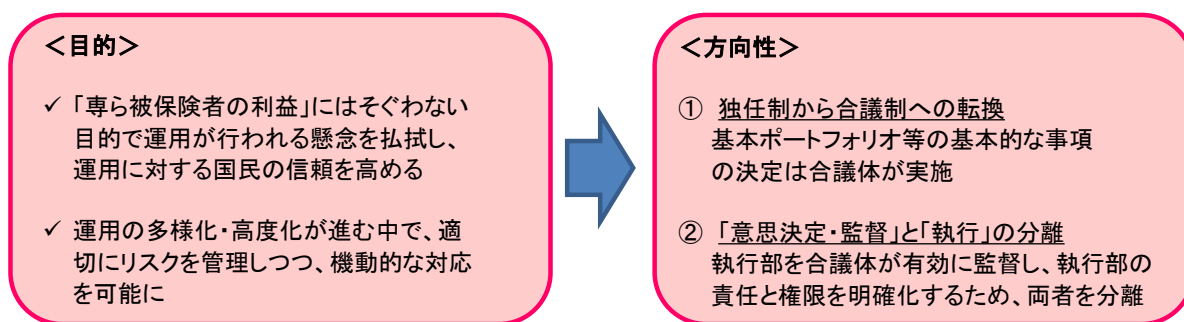 ＜目的＞
✓ 「専ら被保険者の利益」にはそぐわない
目的で運用が行われる懸念を払拭し、
運用に対する国民の信頼を高める
✓ 運用の多様化・高度化が進む中で、適
切にリスクを管理しつつ、機動的な対応
を可能に
＜方向性＞
① 独任制から合議制への転換
基本ポートフォリオ等の基本的な事項
の決定は合議体が実施
② 「意思決定・監督」と「執行」の分離
執行部を合議体が有効に監督し、執行部の
責任と権限を明確化するため、両者を分離